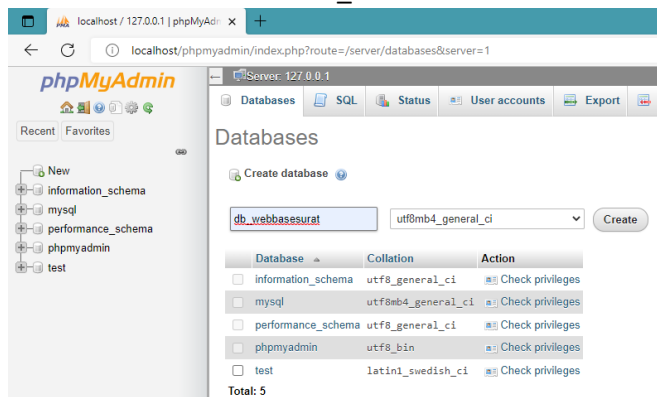 localhost / 127.0.0.1 | phpMyAdn
localhost/phpmyadmin/index.php?route=/server/databases&server=1
phpMyAdmin
Recent Favorites
New
information_schema
mysql
performance_schema
phpmyadmin
test
Server: 127.0.0.1
Databases SQL Status User accounts Export
Databases
Create database
db_webbasesurat utf8mb4_general_ci Create
Database Collation Action
information_schema utf8_general_ci Check privileges
mysql utf8mb4_general_ci Check privileges
performance_schema utf8_general_ci Check privileges
phpmyadmin utf8_bin Check privileges
test latin1_swedish_ci Check privileges
Total: 5